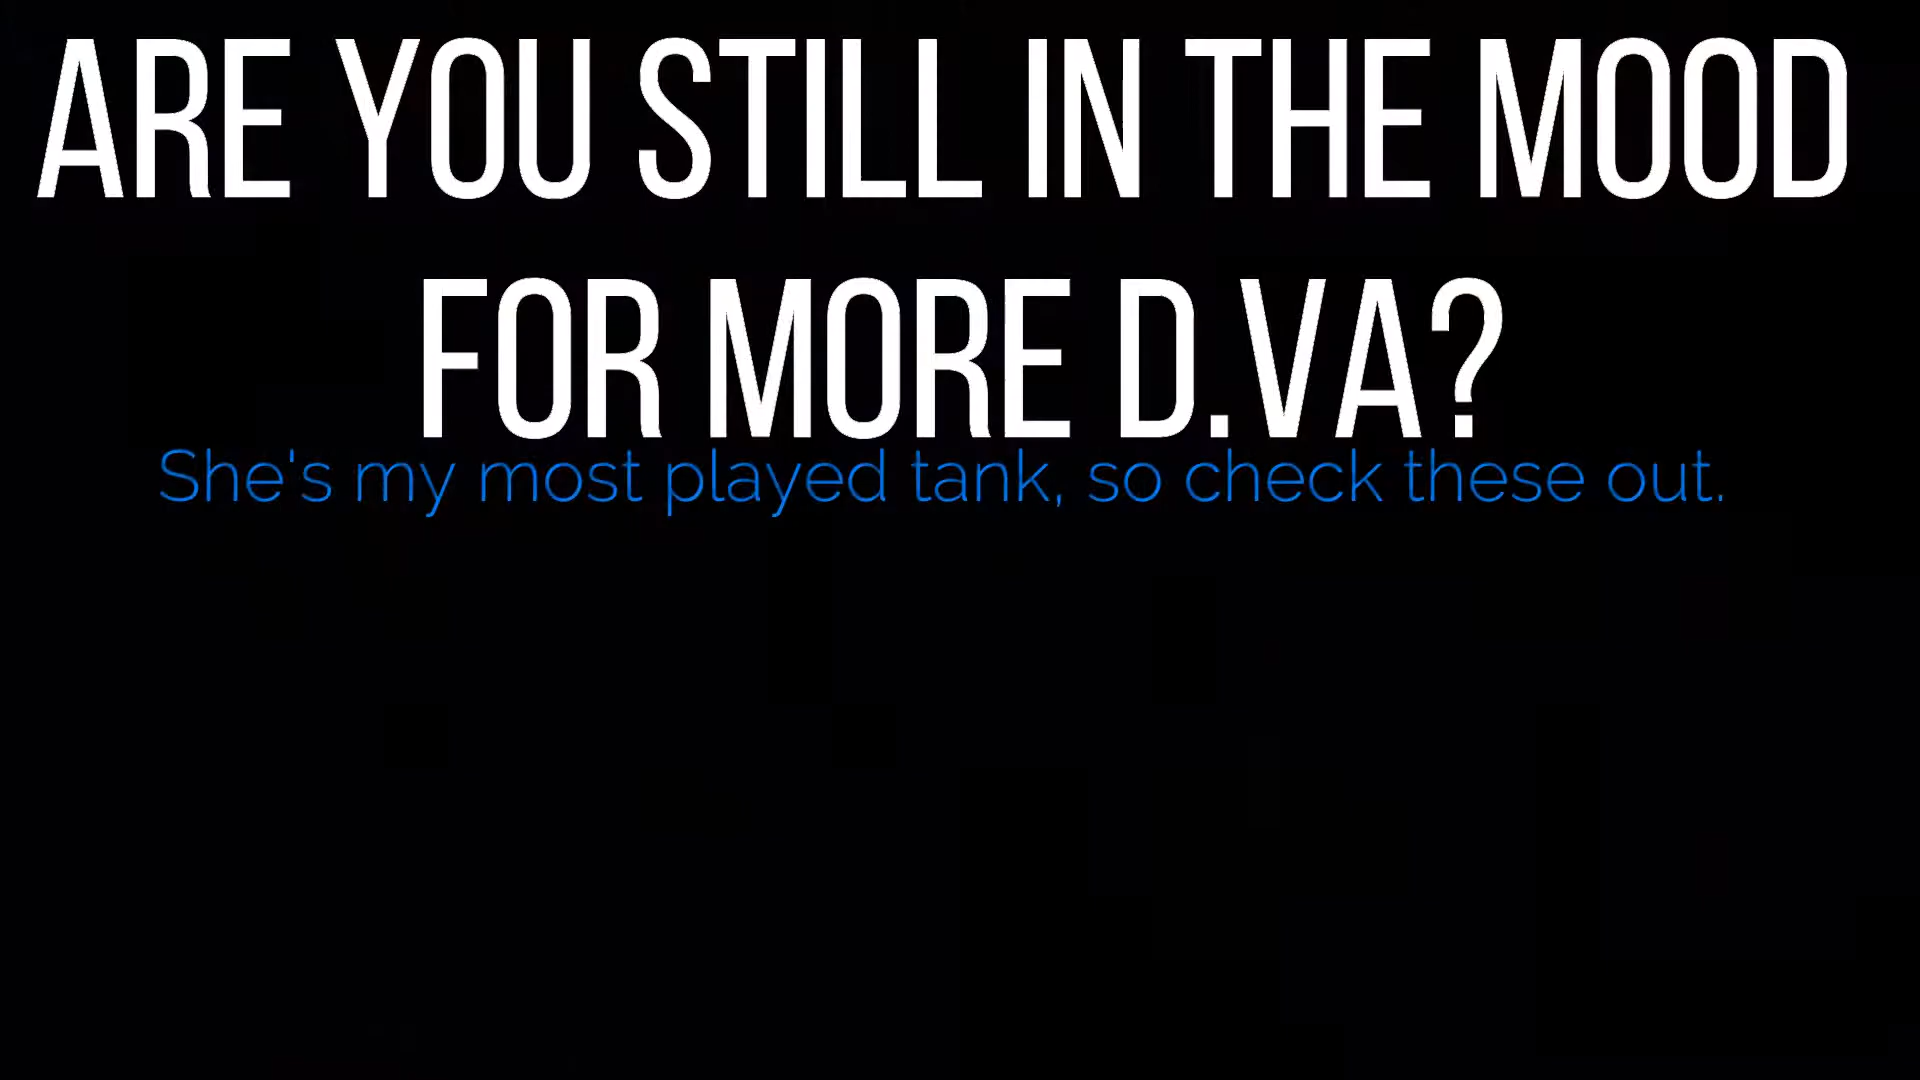 ARE YOU STILL IN THE MOOD
FOR MORE D.VA?
She's my most played tank, so check these out.